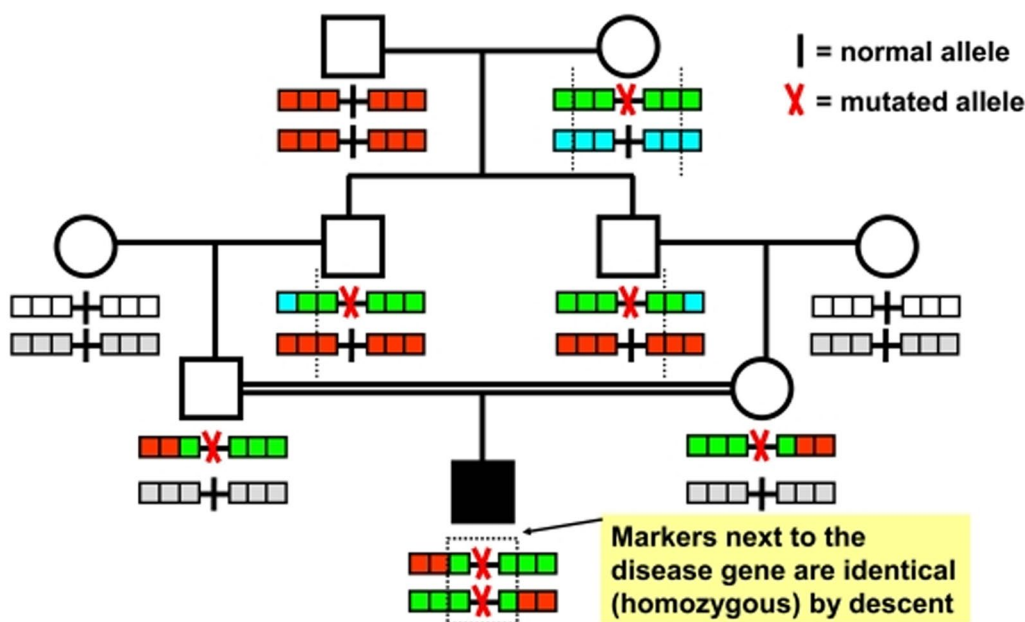 = normal allele
= mutated allele
Markers next to the
disease gene are identical
(homozygous) by descent